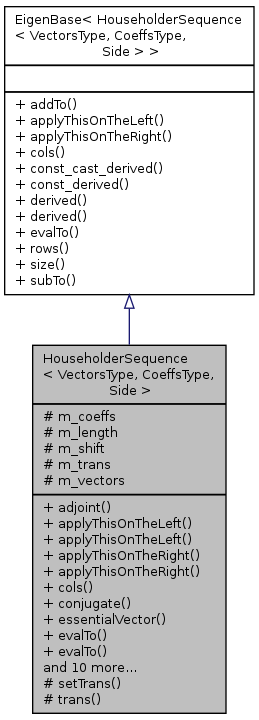 EigenBase< HouseholderSequence
< VectorsType, CoeffsType,
Side > >
+ addTo()
+ applyThisOnTheLeft()
+ applyThisOnTheRight()
+ cols()
+ const_cast_derived()
+ const_derived()
+ derived()
+ derived()
+ evalTo()
+ rows()
+ size()
+ subTo()
HouseholderSequence
< VectorsType, CoeffsType,
Side >
# m_coeffs
# m_length
# m_shift
# m_trans
# m_vectors
+ adjoint()
+ applyThisOnTheLeft()
+ applyThisOnTheLeft()
+ applyThisOnTheRight()
+ applyThisOnTheRight()
+ cols()
+ conjugate()
+ essentialVector()
+ evalTo()
+ evalTo()
and 10 more...
# setTrans()
# trans()